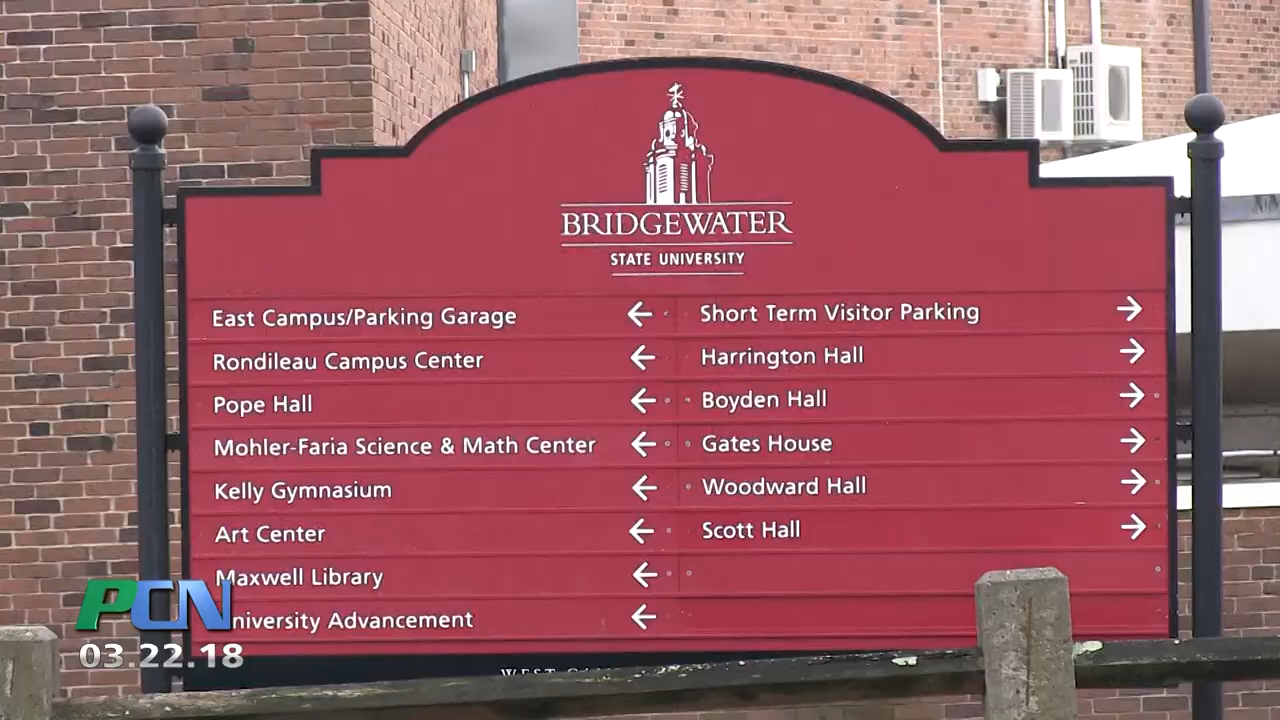 BRIDGEWATER
STATE UNIVERSITY
East Campus/Parking Garage ←
Rondileau Campus Center ←
Pope Hall ←
Mohler-Faria Science & Math Center ←
Kelly Gymnasium ←
Art Center ←
Maxwell Library ←
University Advancement ←
Short Term Visitor Parking →
Harrington Hall →
Boyden Hall →
Gates House →
Woodward Hall →
Scott Hall →
WEST
PCN
03.22.18